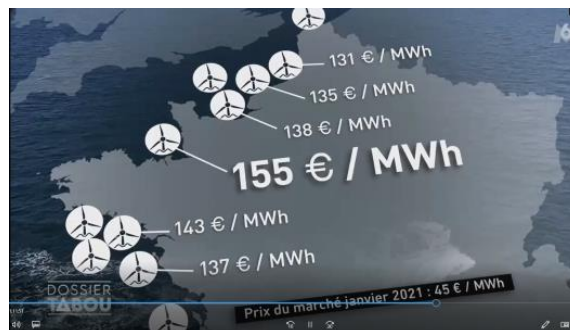 131 € / MWh
135 € / MWh
138 € / MWh
155 € / MWh
143 € / MWh
137 € / MWh
DOSSIER
TABOU
Prix du marché janvier 2021 : 45 € / MWh